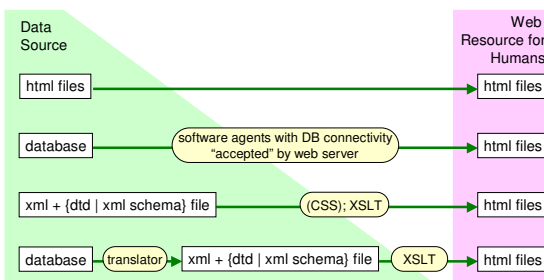 Data
Source
Web
Resource for
Humans
html files
html files
database
software agents with DB connectivity
"accepted" by web server
html files
xml + {dtd | xml schema} file
(CSS); XSLT
html files
database
translator
xml + {dtd | xml schema} file
XSLT
html files